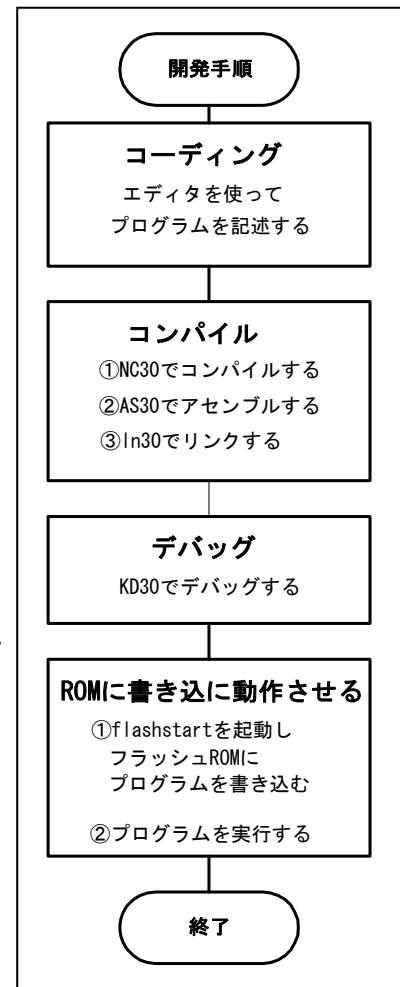 開発手順
コーディング
エディタを使って
プログラムを記述する
コンパイル
①NC30でコンパイルする
②AS30でアセンブルする
③ln30でリンクする
デバッグ
KD30でデバッグする
ROMに書き込に動作させる
①flashstartを起動し
フラッシュROMに
プログラムを書き込む
②プログラムを実行する
終了